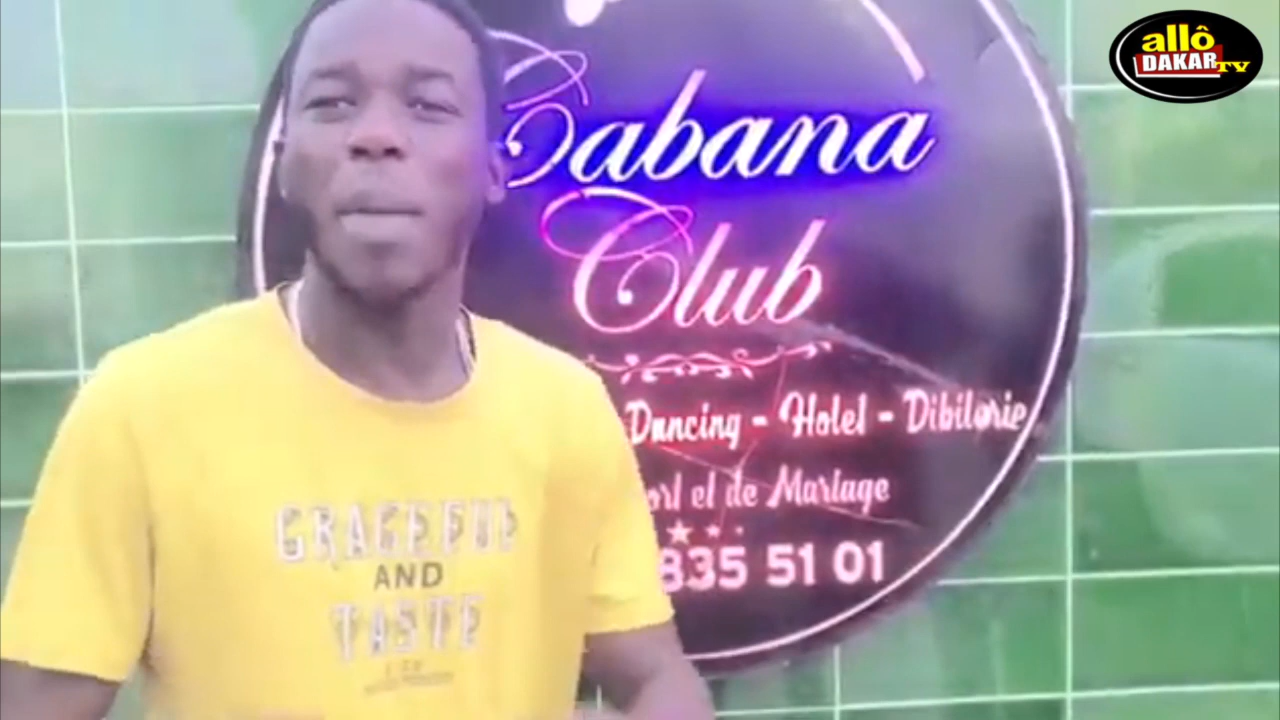 allô
DAKAR TV
Cabana
Club
Dancing - Hotel - Dibiterie
et de Mariage
835 51 01
GRACEFUL
AND
TASTE